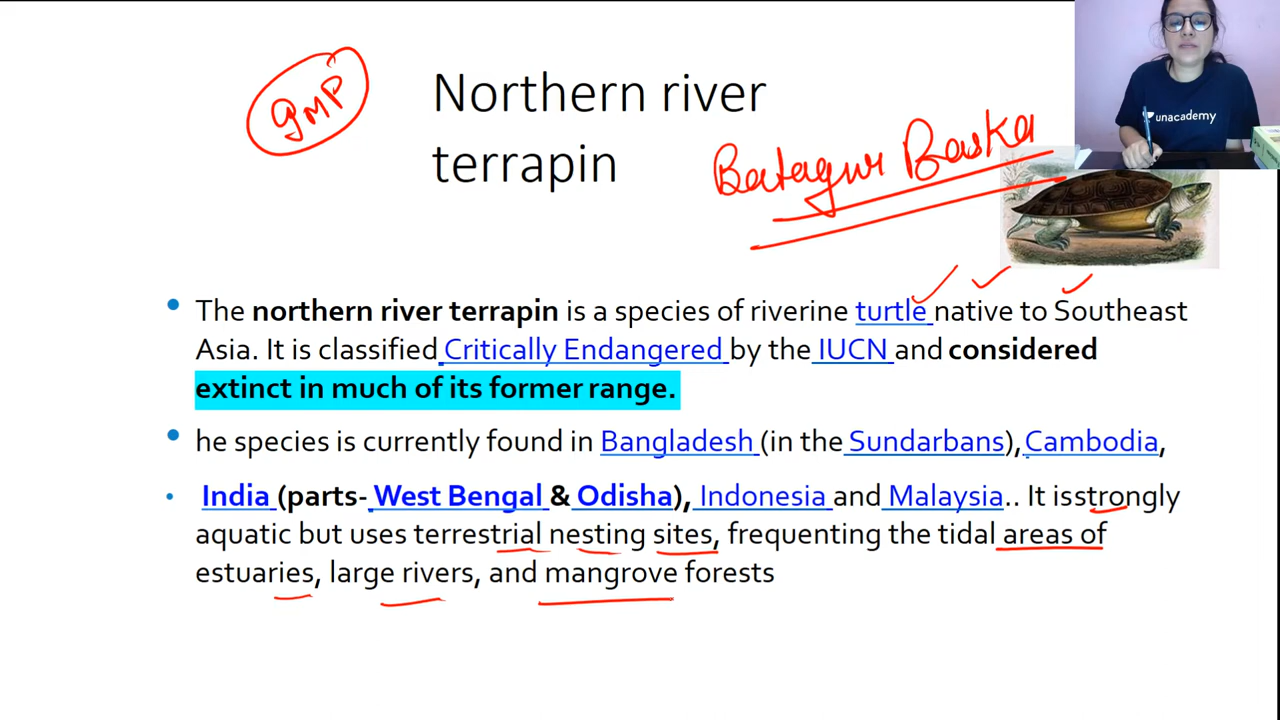 gmp
Northern river
terrapin
Batagur Baska
unacademy
The northern river terrapin is a species of riverine turtle native to Southeast
Asia. It is classified Critically Endangered by the IUCN and considered
extinct in much of its former range.
he species is currently found in Bangladesh (in the Sundarbans), Cambodia,
India (parts- West Bengal & Odisha), Indonesia and Malaysia.. It isstrongly
aquatic but uses terrestrial nesting sites, frequenting the tidal areas of
estuaries, large rivers, and mangrove forests